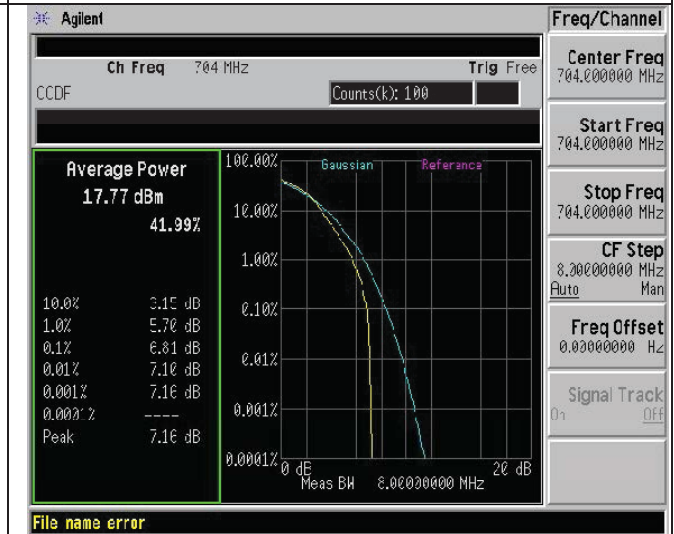 Agilent
Freq/Channel
Ch Freq 704 MHz Trig Free
CCDF Counts(k): 100
Average Power
17.77 dBm
41.99%
10.0% 3.15 dB
1.0% 5.70 dB
0.1% 6.81 dB
0.01% 7.10 dB
0.001% 7.16 dB
0.0001% ----
Peak 7.16 dB
100.00%
10.00%
1.00%
0.10%
0.01%
0.001%
0.0001%
Gaussian Reference
0 dB 20 dB
Meas BW 8.00000000 MHz
Center Freq
704.000000 MHz
Start Freq
704.000000 MHz
Stop Freq
704.000000 MHz
CF Step
8.00000000 MHz
Auto Man
Freq Offset
0.00000000 Hz
Signal Track
On Off
File name error